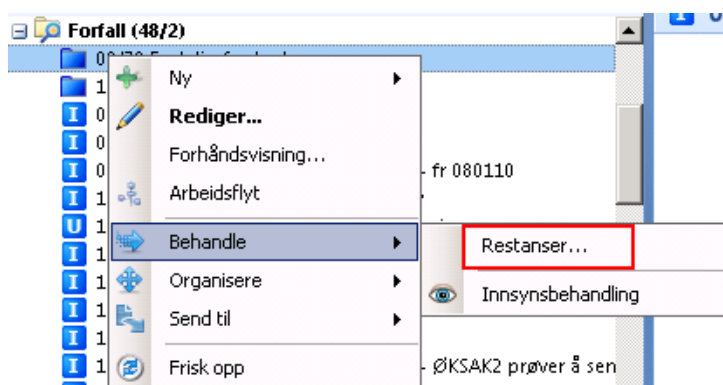 Forfall (48/2)
Ny
Rediger...
Forhåndsvisning...
- fr 080110
Arbeidsflyt
Behandle
Restanser...
Organisere
Innsynsbehandling
Send til
Frisk opp
- ØKSAK2 prøver å sen